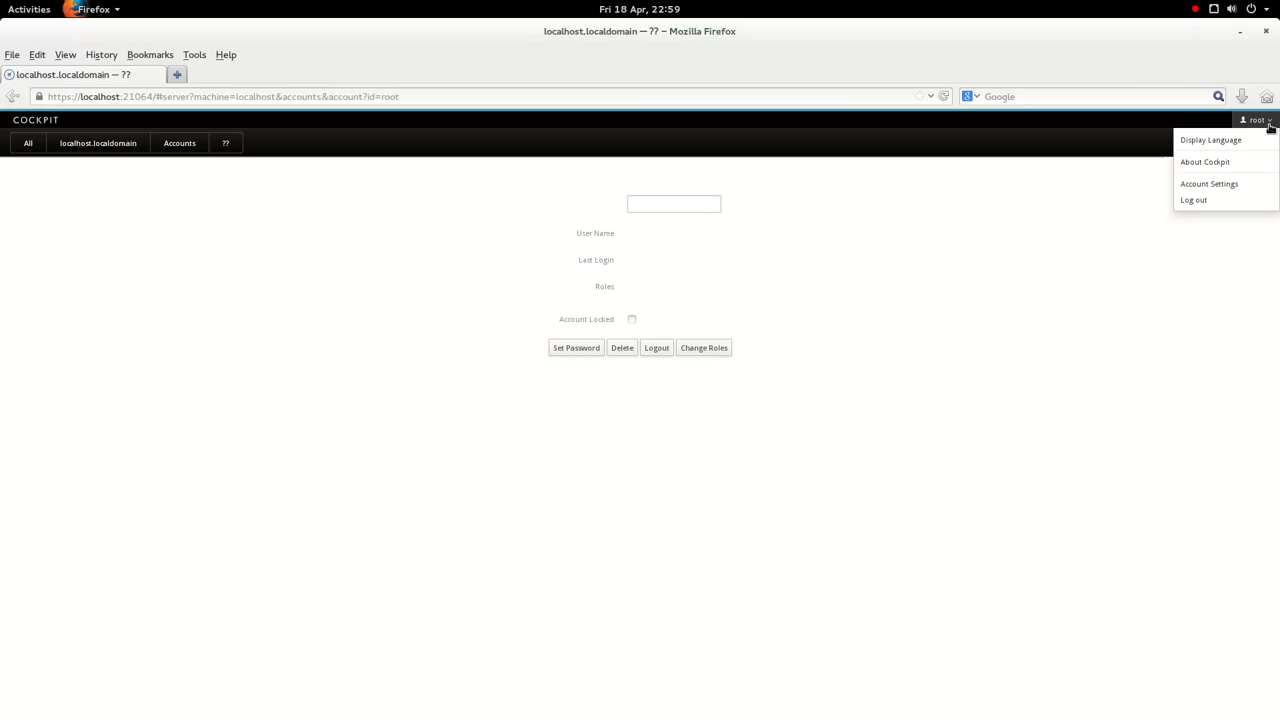 Activities Firefox Fri 18 Apr, 22:59
localhost.localdomain — ?? - Mozilla Firefox
File Edit View History Bookmarks Tools Help
localhost.localdomain — ??
https://localhost:21064/#server?machine=localhost&accounts&account?id=root Google
COCKPIT root
All localhost.localdomain Accounts ??
Display Language
About Cockpit
Account Settings
Log out
User Name
Last Login
Roles
Account Locked
Set Password Delete Logout Change Roles